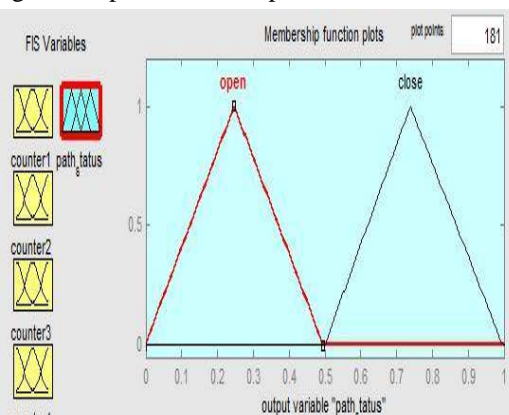 FIS Variables
Membership function plots
plot points:
181
open
close
counter1
path_status
counter2
counter3
1
0.5
0
0 0.1 0.2 0.3 0.4 0.5 0.6 0.7 0.8 0.9 1
output variable "path_tatus"